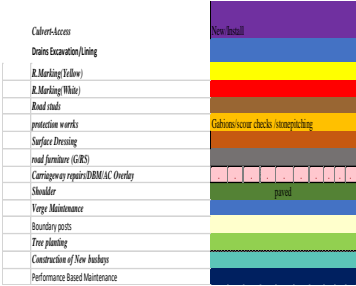 Culvert-Access New/Install
Drains Excavation/Lining
R.Marking(Yellow)
R.Marking(White)
Road studs
protection works Gabions/scour checks /stonepitching
Surface Dressing
road furniture (G/RS)
Carriageway repairs/DBM/AC Overlay
Shoulder paved
Verge Maintenance
Boundary posts
Tree planting
Construction of New busbays
Performance Based Maintenance